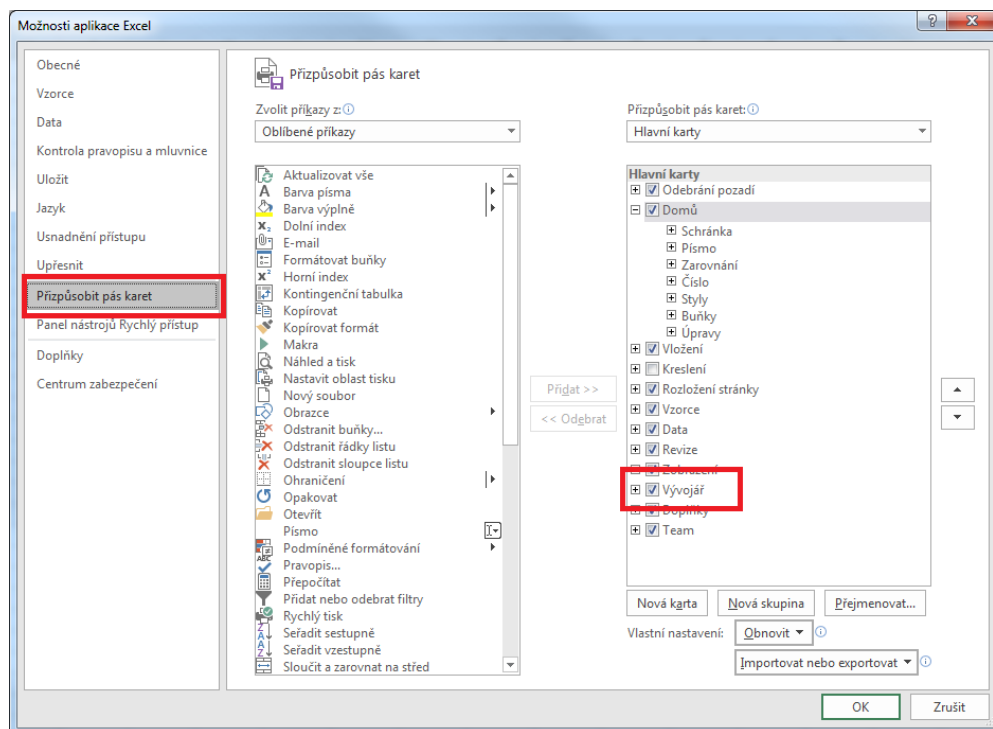 Možnosti aplikace Excel
Obecné
Vzorce
Data
Kontrola pravopisu a mluvnice
Uložit
Jazyk
Usnadnění přístupu
Upřesnit
Přizpůsobit pás karet
Panel nástrojů Rychlý přístup
Doplňky
Centrum zabezpečení
Přizpůsobit pás karet
Zvolit příkazy z:
Oblíbené příkazy
Aktualizovat vše
Barva písma
Barva výplně
Dolní index
E-mail
Formátovat buňky
Horní index
Kontingenční tabulka
Kopírovat
Kopírovat formát
Makra
Náhled a tisk
Nastavit oblast tisku
Nový soubor
Obrazce
Odstranit buňky...
Odstranit řádky listu
Odstranit sloupce listu
Ohraničení
Opakovat
Otevřít
Písmo
Podmíněné formátování
Pravopis...
Přepočítat
Přidat nebo odebrat filtry
Rychlý tisk
Seřadit sestupně
Seřadit vzestupně
Sloučit a zarovnat na střed
Přidat >>
<< Odebrat
Přizpůsobit pás karet:
Hlavní karty
Hlavní karty
Odebrání pozadí
Domů
Schránka
Písmo
Zarovnání
Číslo
Styly
Buňky
Úpravy
Vložení
Kreslení
Rozložení stránky
Vzorce
Data
Revize
Zobrazení
Vývojář
Doplňky
Team
Nová karta Nová skupina Přejmenovat...
Vlastní nastavení: Obnovit
Importovat nebo exportovat
OK Zrušit